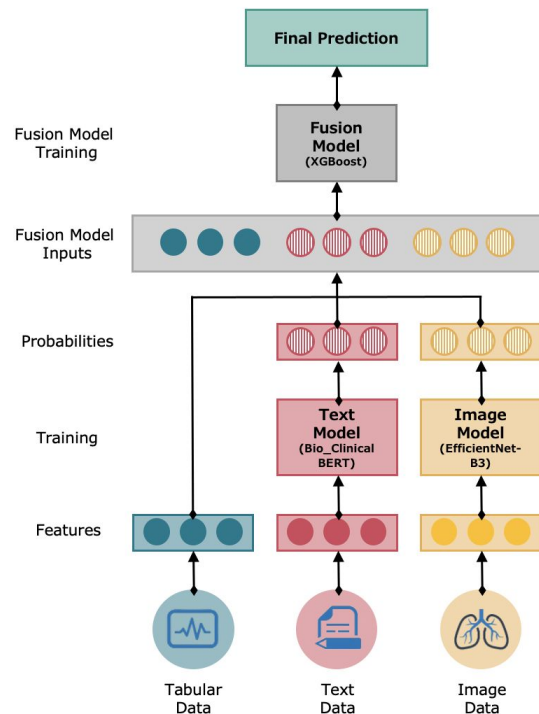 Final Prediction
Fusion Model
Training
Fusion
Model
(XGBoost)
Fusion Model
Inputs
Probabilities
Training
Text
Model
(Bio_Clinical
BERT)
Image
Model
(EfficientNet-
B3)
Features
Tabular
Data
Text
Data
Image
Data